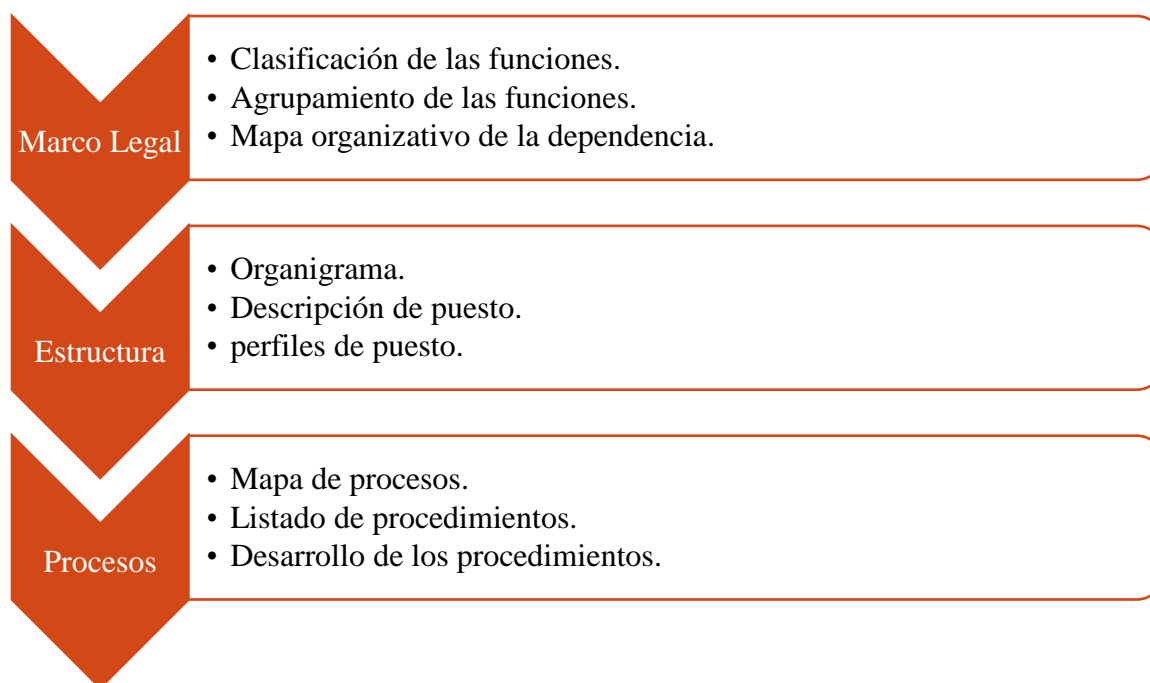 Marco Legal
• Clasificación de las funciones.
• Agrupamiento de las funciones.
• Mapa organizativo de la dependencia.
Estructura
• Organigrama.
• Descripción de puesto.
• perfiles de puesto.
Procesos
• Mapa de procesos.
• Listado de procedimientos.
• Desarrollo de los procedimientos.